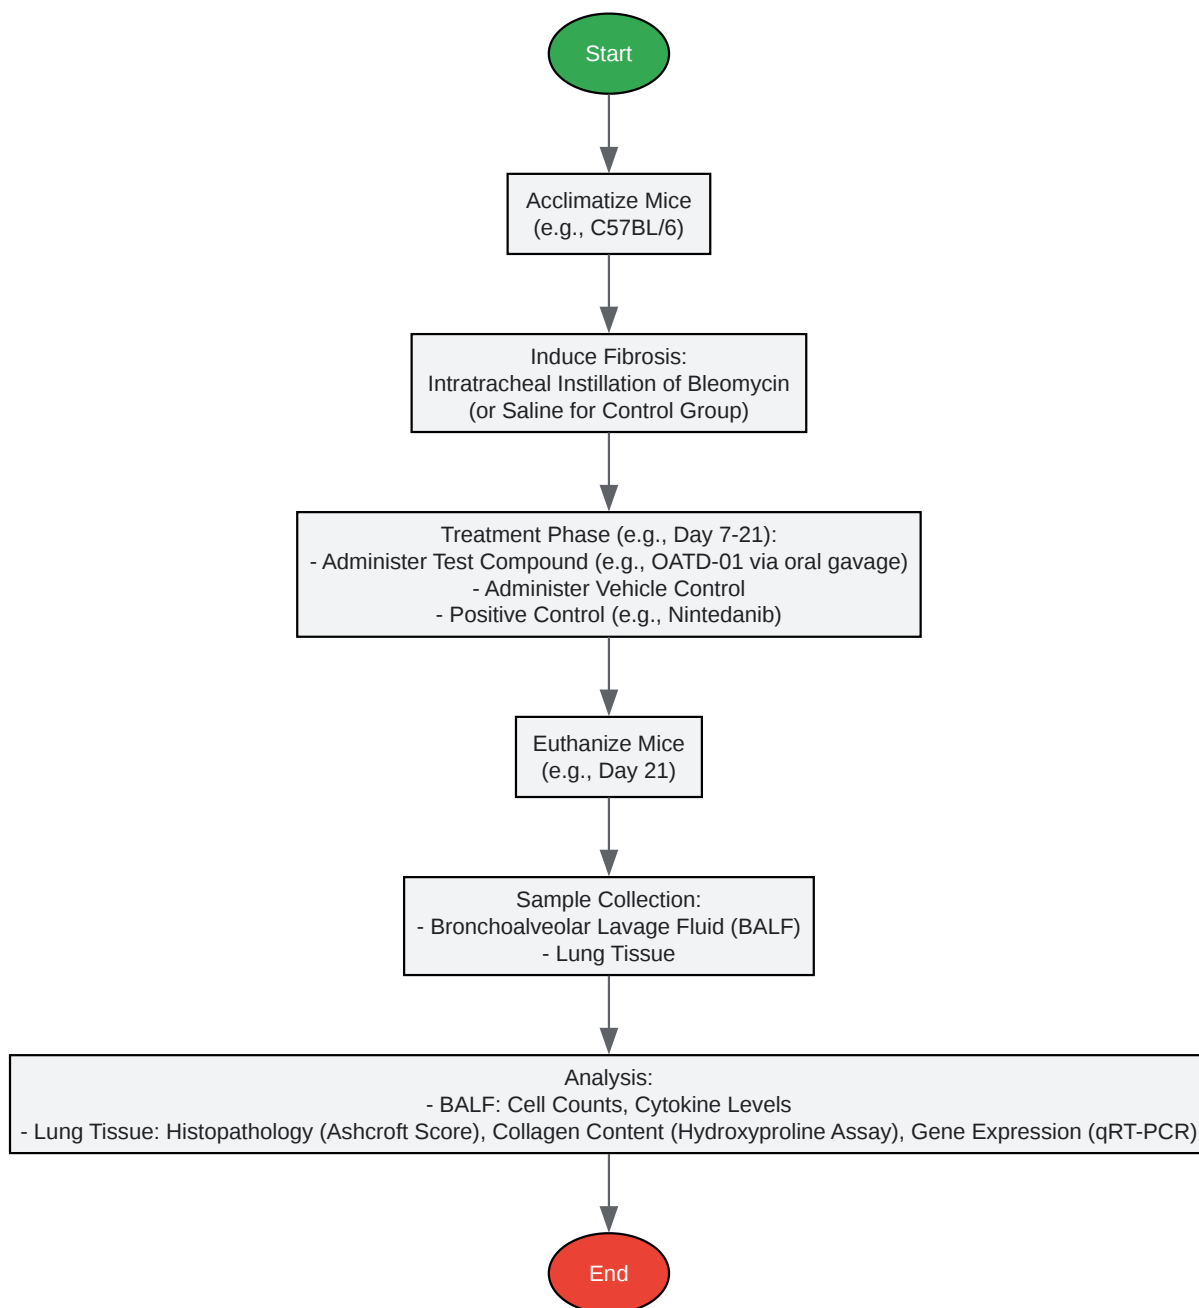 Start
Acclimatize Mice
(e.g., C57BL/6)
Induce Fibrosis:
Intratracheal Instillation of Bleomycin
(or Saline for Control Group)
Treatment Phase (e.g., Day 7-21):
- Administer Test Compound (e.g., OATD-01 via oral gavage)
- Administer Vehicle Control
- Positive Control (e.g., Nintedanib)
Euthanize Mice
(e.g., Day 21)
Sample Collection:
- Bronchoalveolar Lavage Fluid (BALF)
- Lung Tissue
Analysis:
- BALF: Cell Counts, Cytokine Levels
- Lung Tissue: Histopathology (Ashcroft Score), Collagen Content (Hydroxyproline Assay), Gene Expression (qRT-PCR)
End